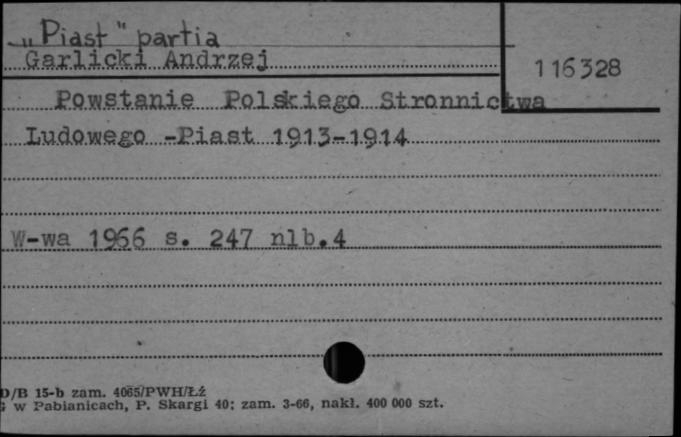 „Piast" partia
Garlicki Andrzej
116328
Powstanie Polskiego Stronnictwa
Ludowego -Piast 1913-1914
W-wa 1966 s. 247 nlb.4
D/B 15-b zam. 4065/PWH/Łź
w Pabianicach, P. Skargi 40; zam. 3-66, nakł. 400 000 szt.